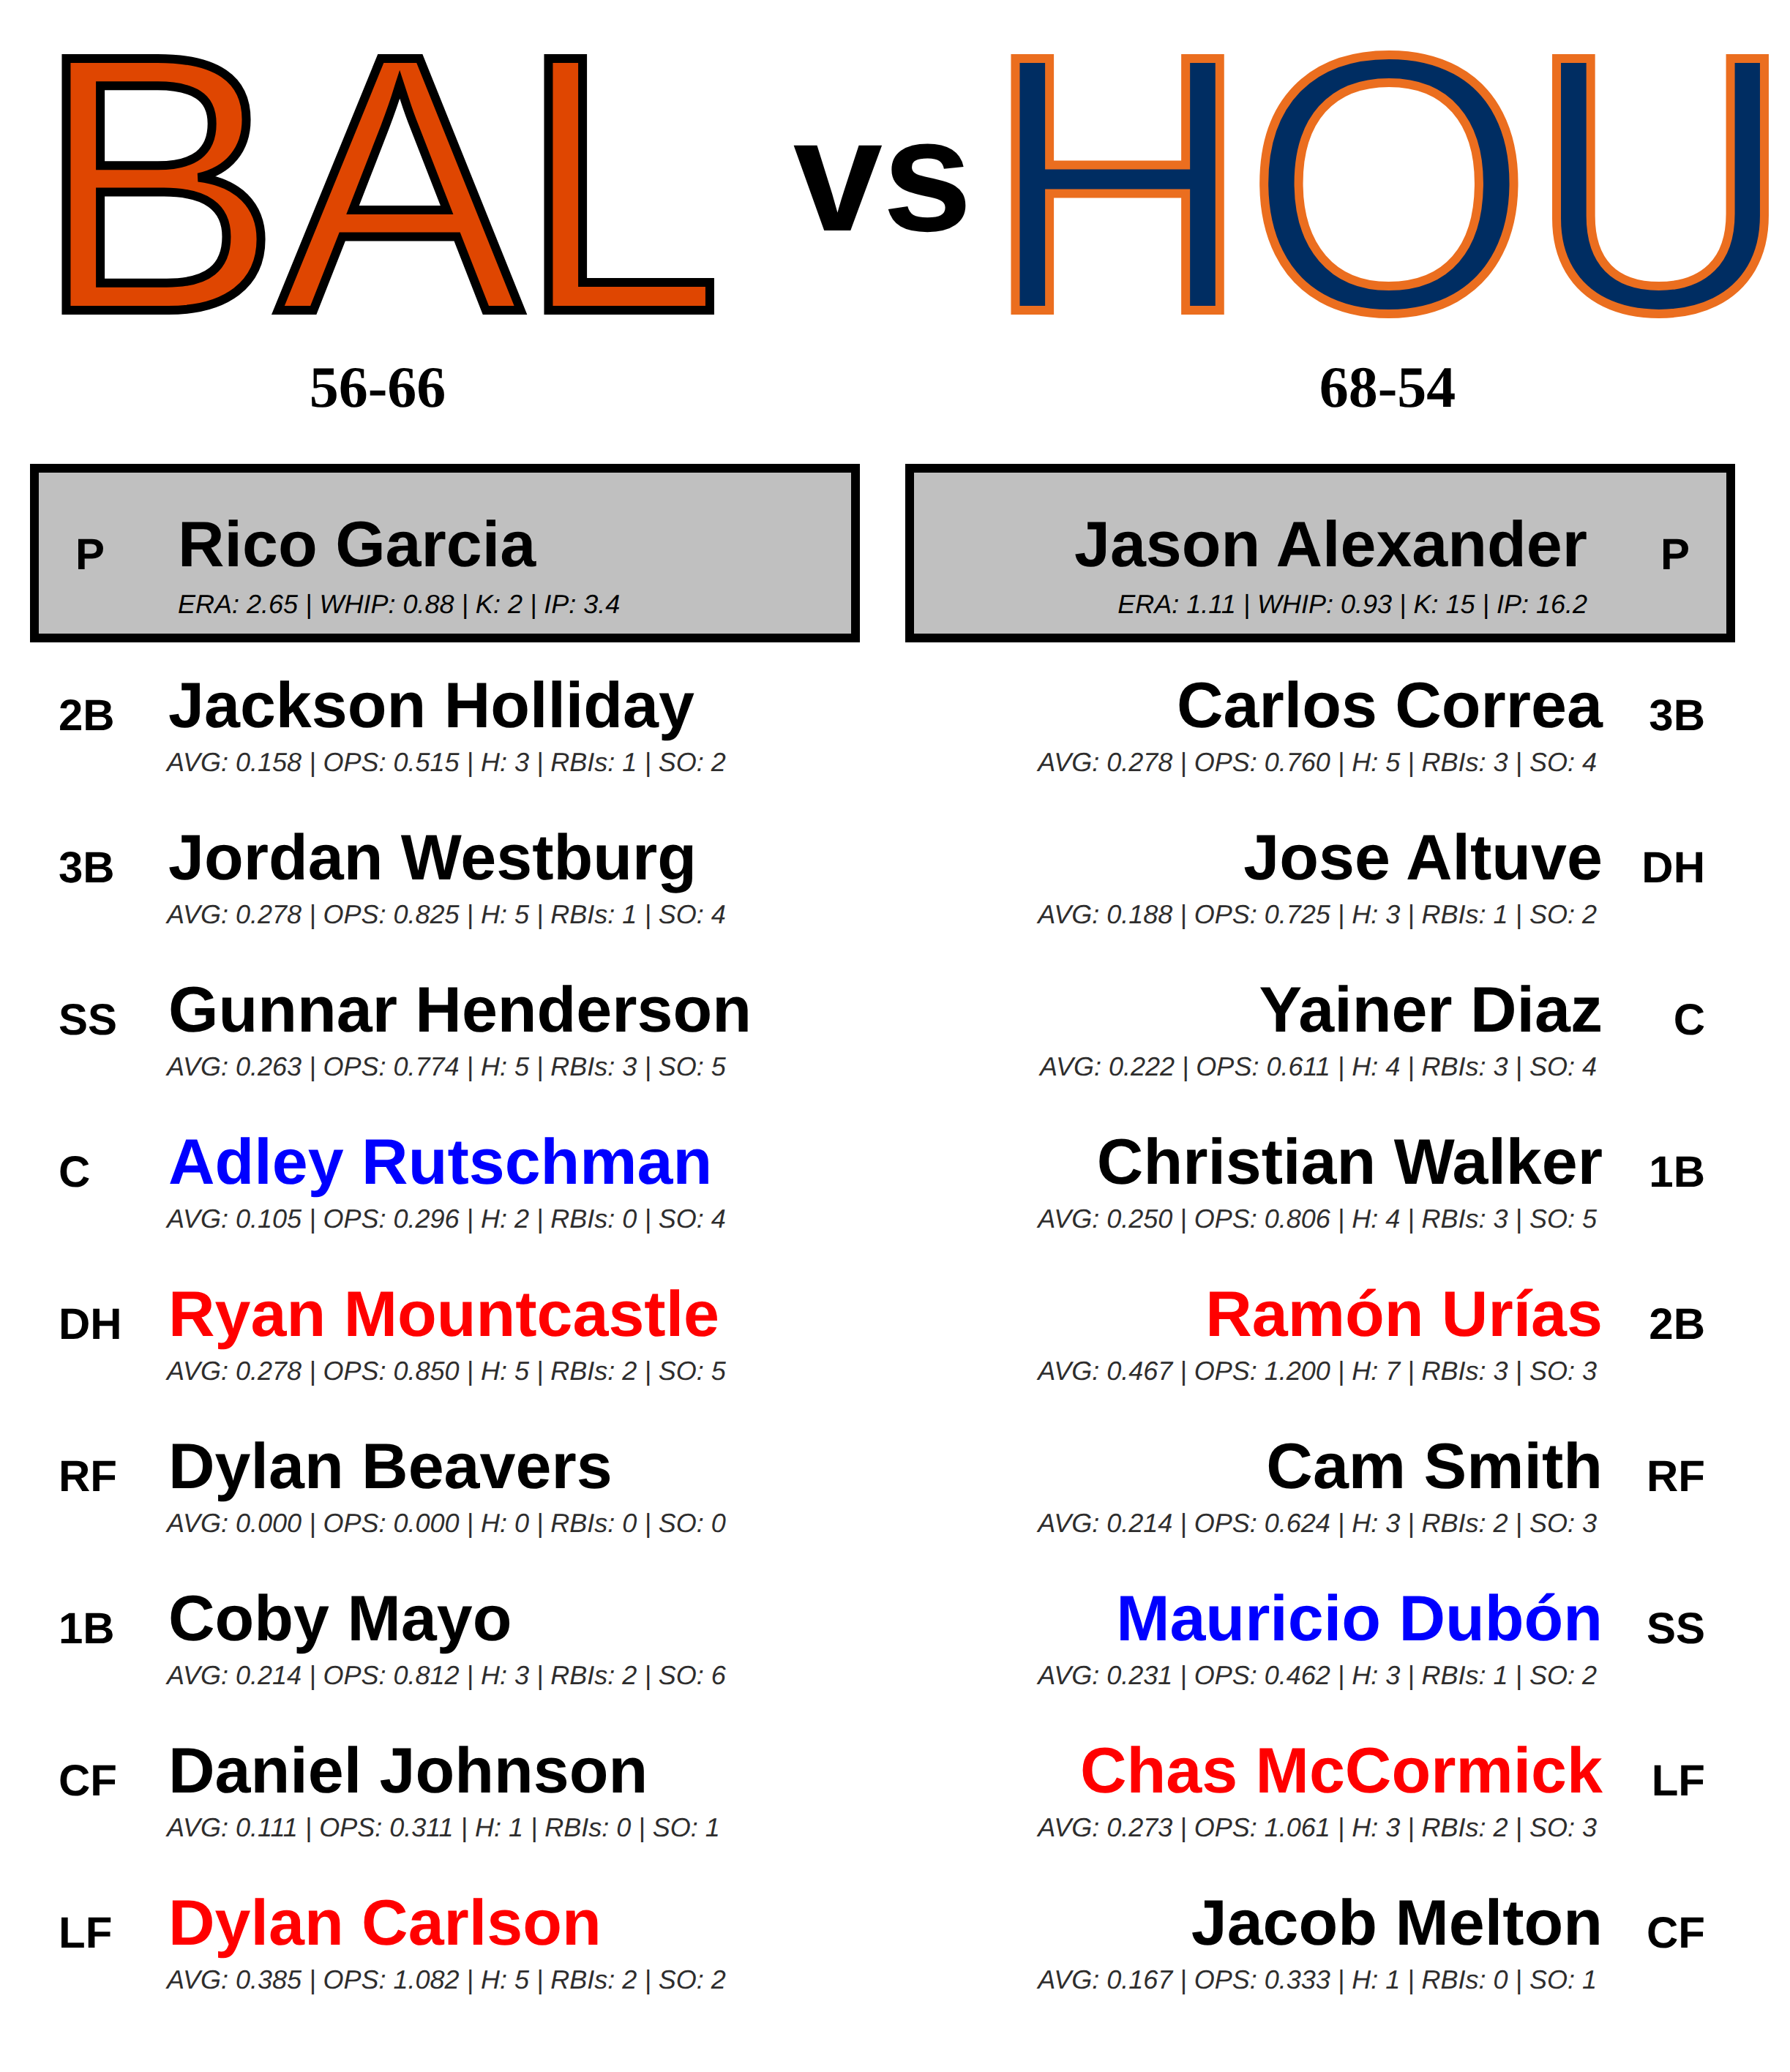 BAL vs HOU
56-66
68-54
P Rico Garcia
ERA: 2.65 | WHIP: 0.88 | K: 2 | IP: 3.4
Jason Alexander P
ERA: 1.11 | WHIP: 0.93 | K: 15 | IP: 16.2
2B Jackson Holliday
AVG: 0.158 | OPS: 0.515 | H: 3 | RBIs: 1 | SO: 2
3B Jordan Westburg
AVG: 0.278 | OPS: 0.825 | H: 5 | RBIs: 1 | SO: 4
SS Gunnar Henderson
AVG: 0.263 | OPS: 0.774 | H: 5 | RBIs: 3 | SO: 5
C Adley Rutschman
AVG: 0.105 | OPS: 0.296 | H: 2 | RBIs: 0 | SO: 4
DH Ryan Mountcastle
AVG: 0.278 | OPS: 0.850 | H: 5 | RBIs: 2 | SO: 5
RF Dylan Beavers
AVG: 0.000 | OPS: 0.000 | H: 0 | RBIs: 0 | SO: 0
1B Coby Mayo
AVG: 0.214 | OPS: 0.812 | H: 3 | RBIs: 2 | SO: 6
CF Daniel Johnson
AVG: 0.111 | OPS: 0.311 | H: 1 | RBIs: 0 | SO: 1
LF Dylan Carlson
AVG: 0.385 | OPS: 1.082 | H: 5 | RBIs: 2 | SO: 2
Carlos Correa 3B
AVG: 0.278 | OPS: 0.760 | H: 5 | RBIs: 3 | SO: 4
Jose Altuve DH
AVG: 0.188 | OPS: 0.725 | H: 3 | RBIs: 1 | SO: 2
Yainer Diaz C
AVG: 0.222 | OPS: 0.611 | H: 4 | RBIs: 3 | SO: 4
Christian Walker 1B
AVG: 0.250 | OPS: 0.806 | H: 4 | RBIs: 3 | SO: 5
Ramón Urías 2B
AVG: 0.467 | OPS: 1.200 | H: 7 | RBIs: 3 | SO: 3
Cam Smith RF
AVG: 0.214 | OPS: 0.624 | H: 3 | RBIs: 2 | SO: 3
Mauricio Dubón SS
AVG: 0.231 | OPS: 0.462 | H: 3 | RBIs: 1 | SO: 2
Chas McCormick LF
AVG: 0.273 | OPS: 1.061 | H: 3 | RBIs: 2 | SO: 3
Jacob Melton CF
AVG: 0.167 | OPS: 0.333 | H: 1 | RBIs: 0 | SO: 1